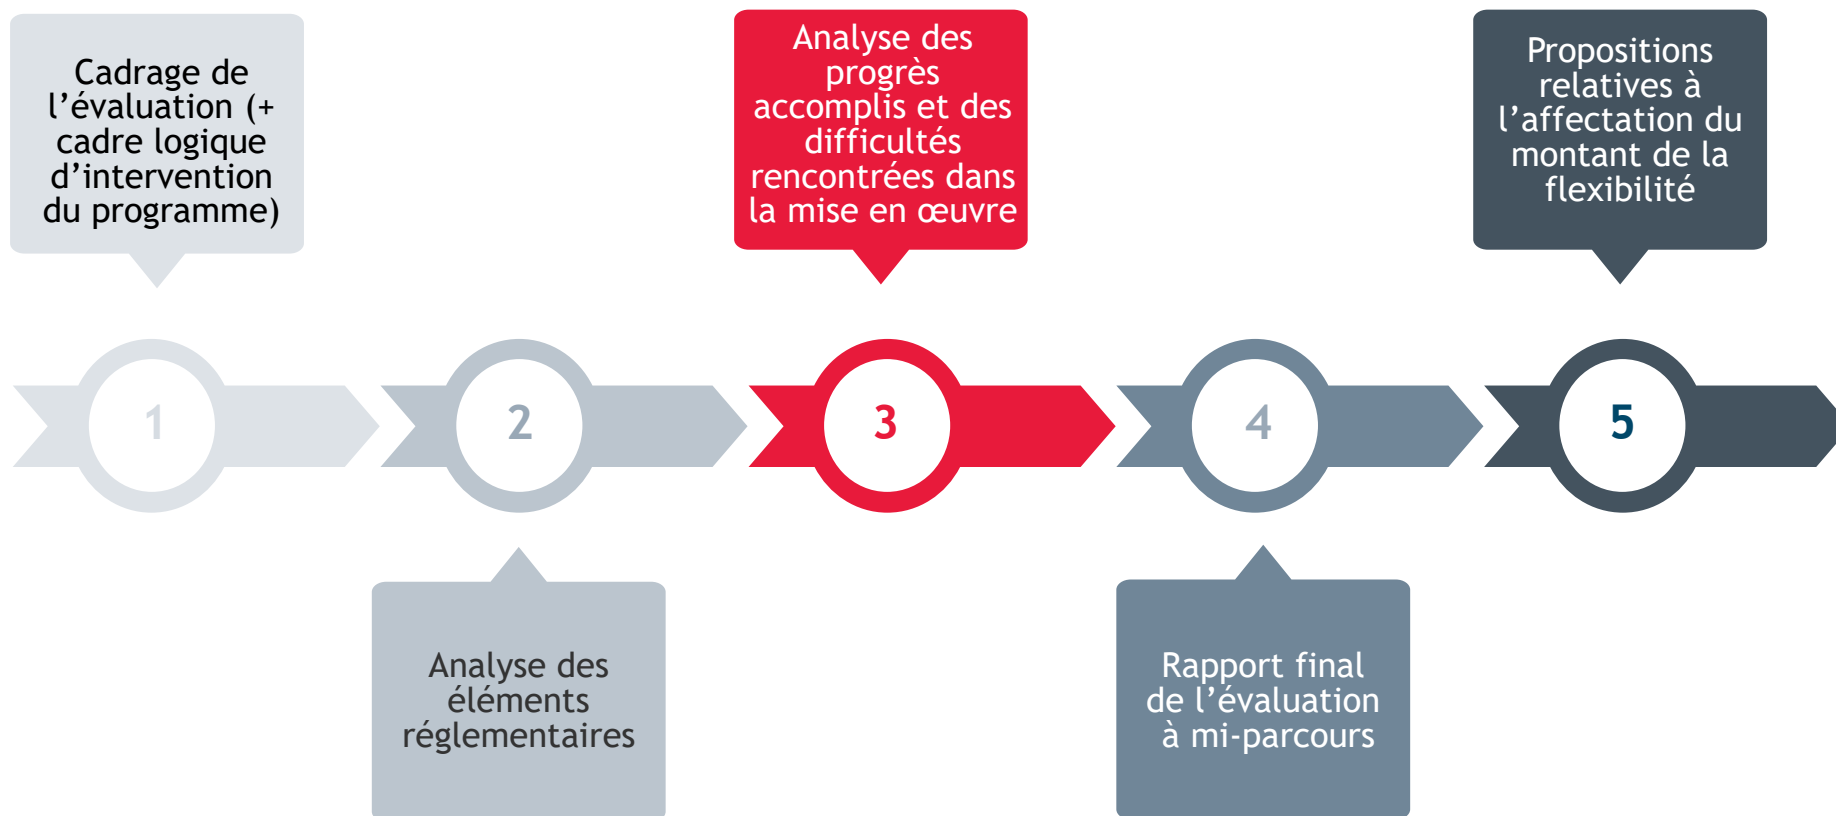 Cadrage de
l’évaluation (+
cadre logique
d’intervention
du programme)
1
Analyse des
éléments
réglementaires
2
Analyse des
progrès
accomplis et des
difficultés
rencontrées dans
la mise en œuvre
3
Rapport final
de l’évaluation
à mi-parcours
4
Propositions
relatives à
l’affectation du
montant de la
flexibilité
5